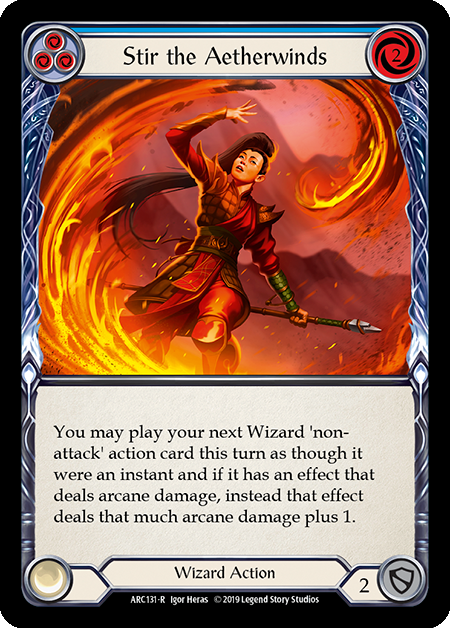 Stir the Aetherwinds
2
You may play your next Wizard 'non-
attack' action card this turn as though it
were an instant and if it has an effect that
deals arcane damage, instead that effect
deals that much arcane damage plus 1.
Wizard Action
2
ARC131-R Igor Heras © 2019 Legend Story Studios